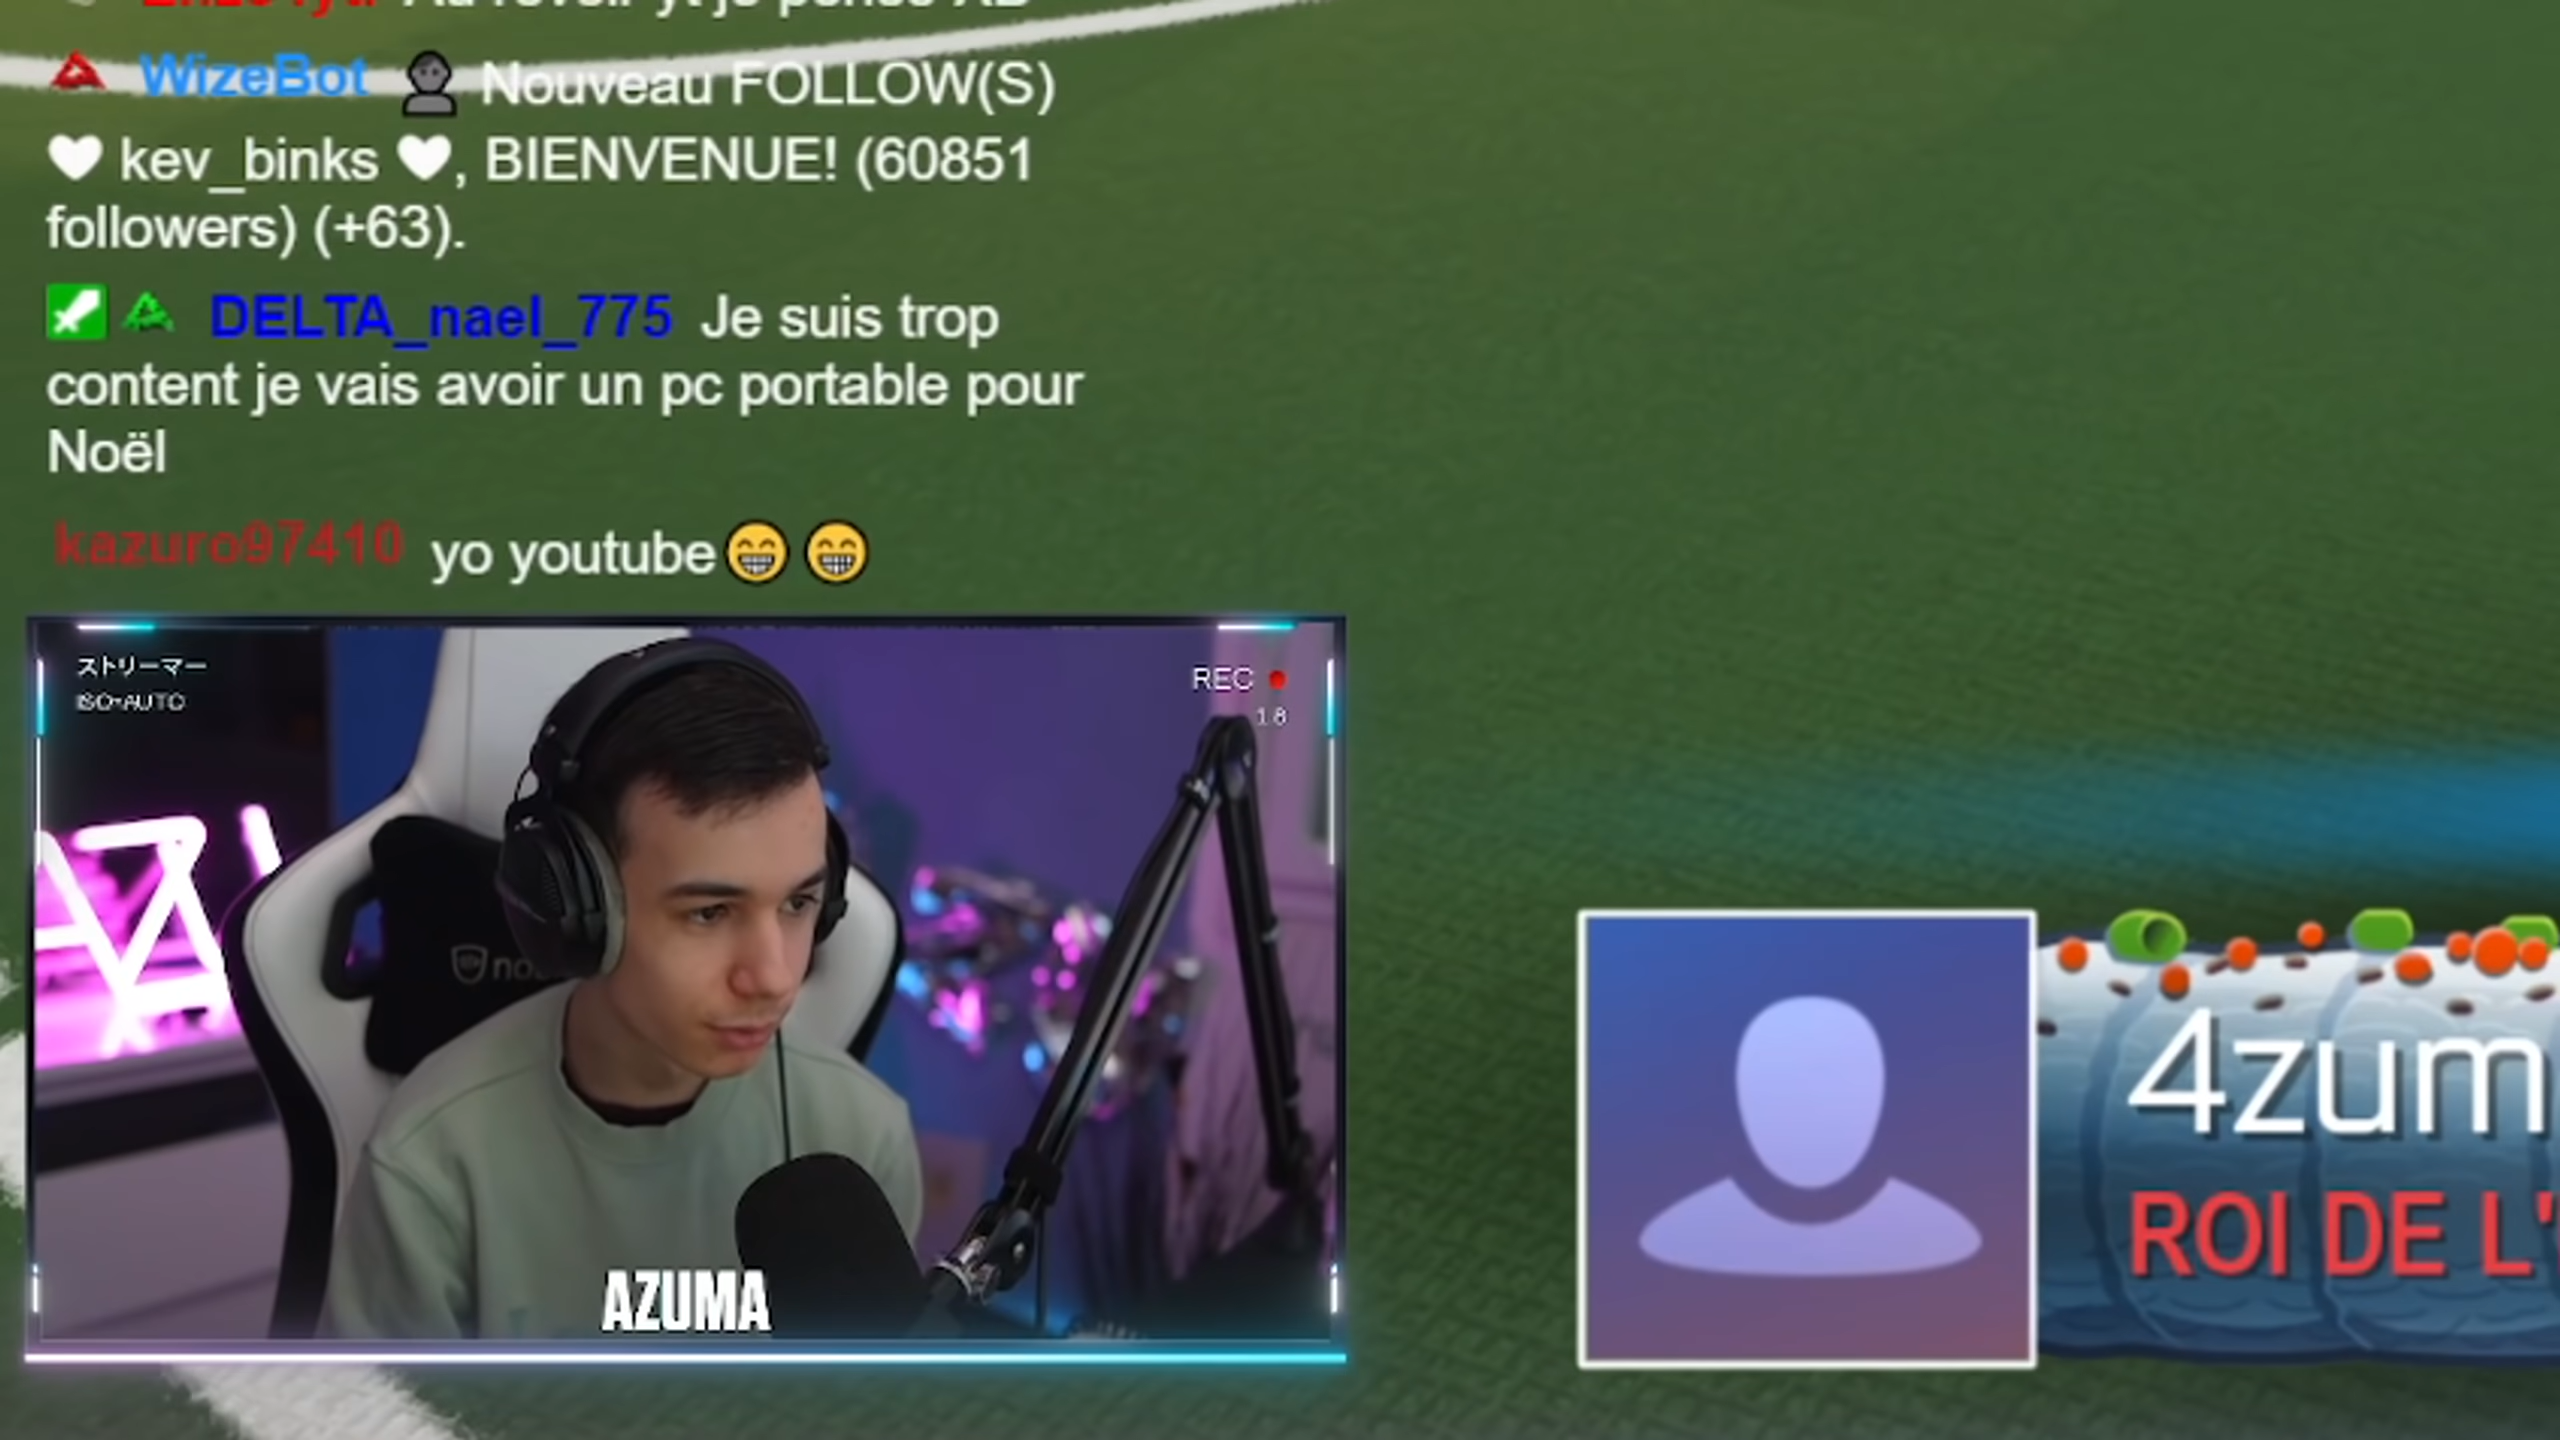 WizeBot Nouveau FOLLOW(S)
🤍 kev_binks 🤍, BIENVENUE! (60851
followers) (+63).
DELTA_nael_775 Je suis trop
content je vais avoir un pc portable pour
Noël
kazuro97410 yo youtube😁 😁
ストリーマー
ISO-AUTO
REC
18
AZUMA
4zum
ROI DE L'